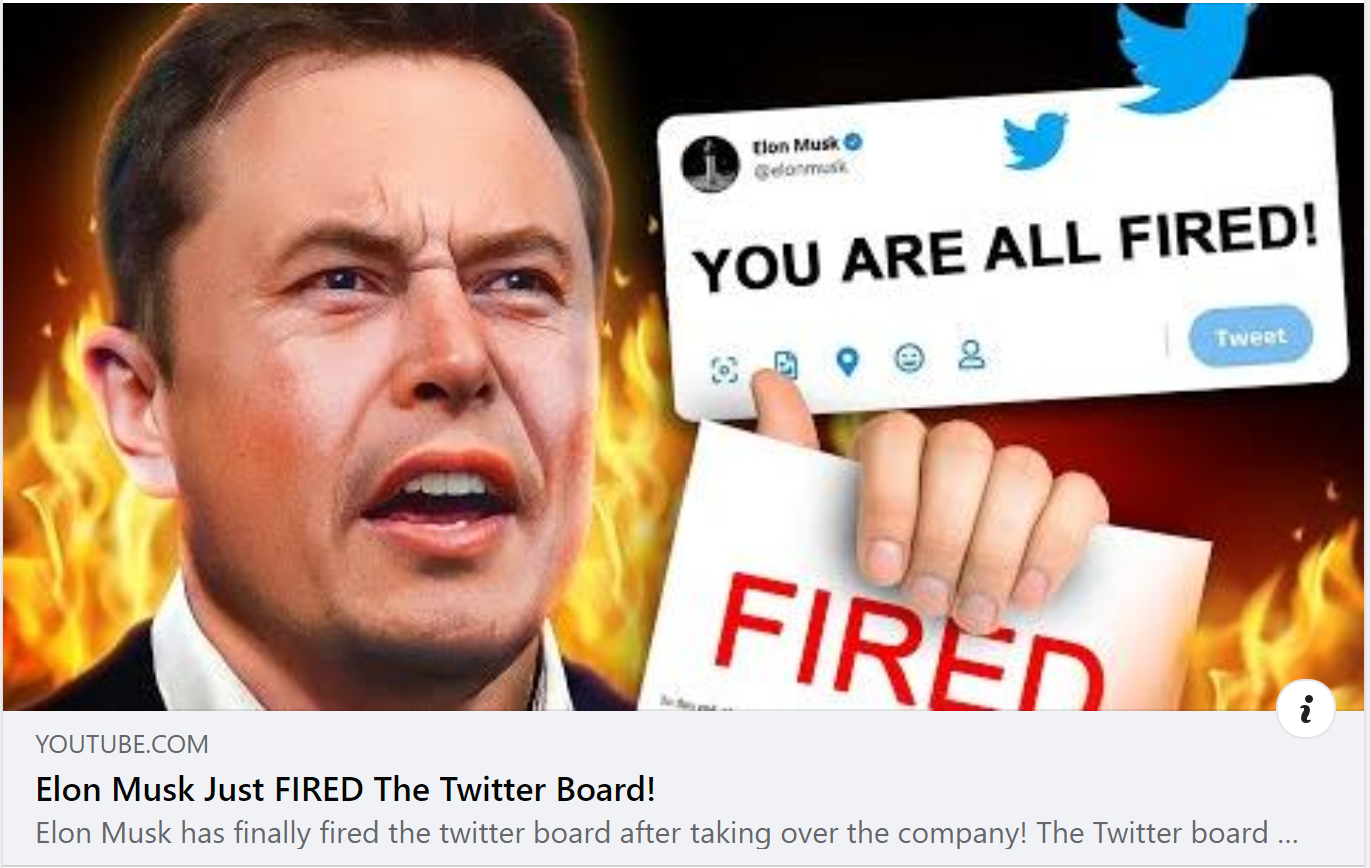 Elon Musk
@elonmusk
YOU ARE ALL FIRED!
Tweet
FIRED
YOUTUBE.COM
Elon Musk Just FIRED The Twitter Board!
Elon Musk has finally fired the twitter board after taking over the company! The Twitter board ...